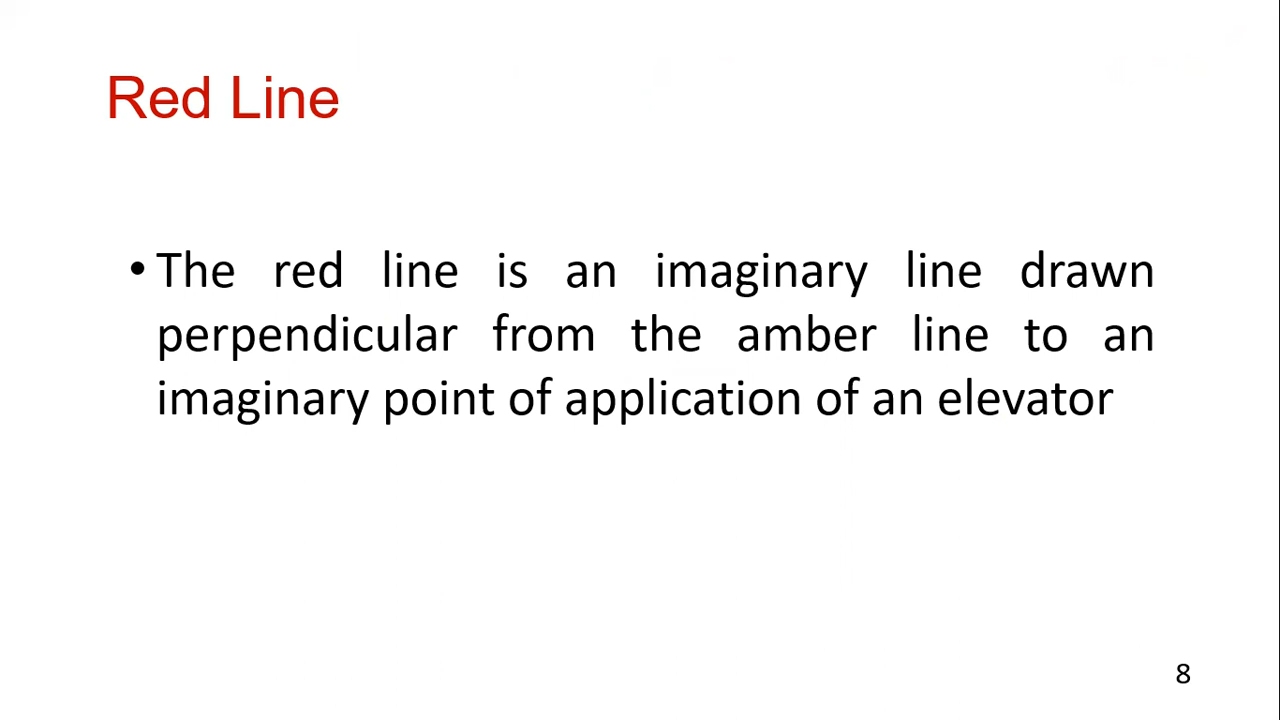 Red Line
• The red line is an imaginary line drawn
perpendicular from the amber line to an
imaginary point of application of an elevator
8